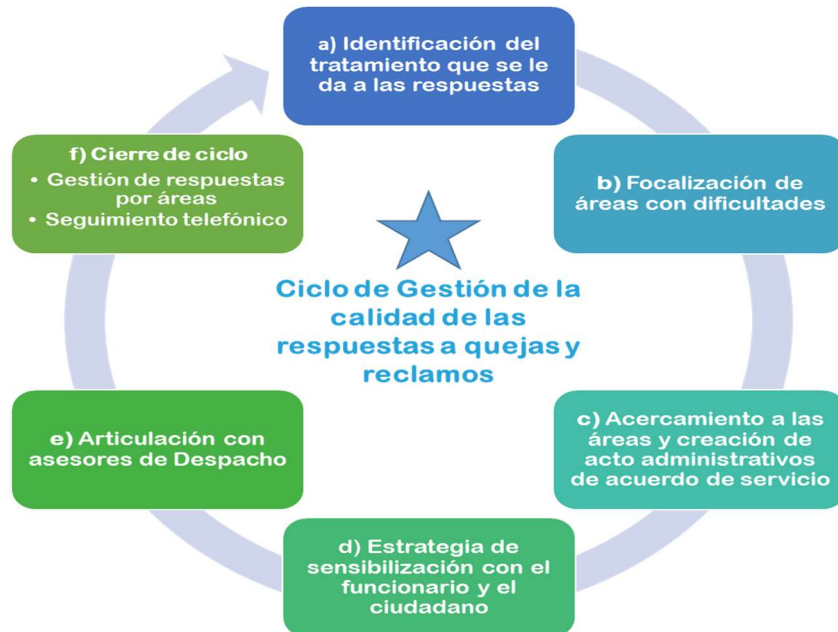 a) Identificación del
tratamiento que se le
da a las respuestas
b) Focalización de
áreas con dificultades
c) Acercamiento a las
áreas y creación de
acto administrativos
de acuerdo de servicio
d) Estrategia de
sensibilización con el
funcionario y el
ciudadano
e) Articulación con
asesores de Despacho
f) Cierre de ciclo
• Gestión de respuestas
por áreas
• Seguimiento telefónico
Ciclo de Gestión de la
calidad de las
respuestas a quejas y
reclamos